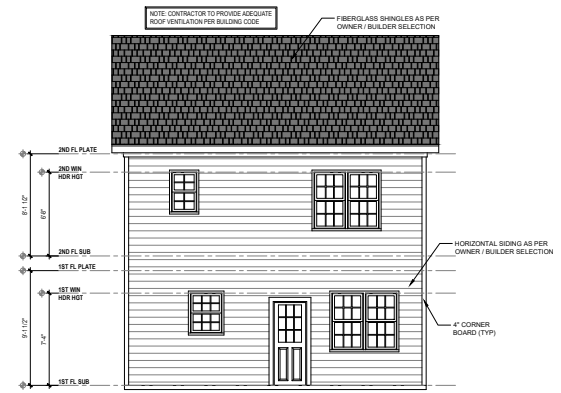 NOTE: CONTRACTOR TO PROVIDE ADEQUATE
ROOF VENTILATION PER BUILDING CODE
FIBERGLASS SHINGLES AS PER
OWNER / BUILDER SELECTION
2ND FL PLATE
2ND WIN
HDR HGT
8'-1 1/2"
6'8"
2ND FL SUB
1ST FL PLATE
HORIZONTAL SIDING AS PER
OWNER / BUILDER SELECTION
1ST WIN
HDR HGT
9'-1 1/2"
7'-4"
4" CORNER
BOARD (TYP)
1ST FL SUB